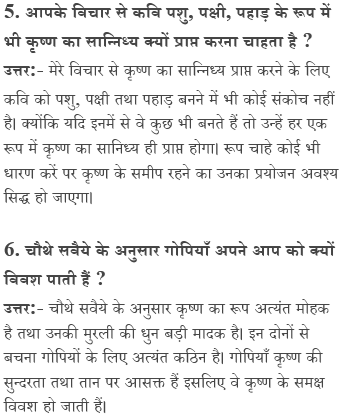 5. आपके विचार से कवि पशु, पक्षी, पहाड़ के रूप में
भी कृष्ण का सान्निध्य क्यों प्राप्त करना चाहता है ?
उत्तर:- मेरे विचार से कृष्ण का सान्निध्य प्राप्त करने के लिए
कवि को पशु, पक्षी तथा पहाड़ बनने में भी कोई संकोच नहीं
है। क्योंकि यदि इनमें से वे कुछ भी बनते हैं तो उन्हें हर एक
रूप में कृष्ण का सानिध्य ही प्राप्त होगा। रूप चाहे कोई भी
धारण करें पर कृष्ण के समीप रहने का उनका प्रयोजन अवश्य
सिद्ध हो जाएगा।
6. चौथे सवैये के अनुसार गोपियाँ अपने आप को क्यों
विवश पाती हैं ?
उत्तर:- चौथे सवैये के अनुसार कृष्ण का रूप अत्यंत मोहक
है तथा उनकी मुरली की धुन बड़ी मादक है। इन दोनों से
बचना गोपियों के लिए अत्यंत कठिन है। गोपियाँ कृष्ण की
सुन्दरता तथा तान पर आसक्त हैं इसलिए वे कृष्ण के समक्ष
विवश हो जाती हैं।